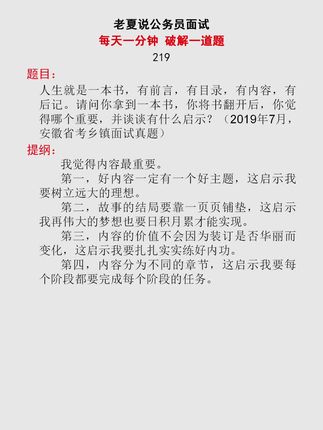 老夏说公务员面试
每天一分钟 破解一道题
219
题目：
人生就是一本书，有前言，有目录，有内容，有
后记。请问你拿到一本书，你将书翻开后，你觉
得哪个重要，并谈谈有什么启示？（2019年7月，
安徽省考乡镇面试真题）
提纲：
我觉得内容最重要。
第一，好内容一定有一个好主题，这启示我
要树立远大的理想。
第二，故事的结局要靠一页页铺垫，这启示
我再伟大的梦想也要日积月累才能实现。
第三，内容的价值不会因为装订是否华丽而
变化，这启示我要扎扎实实练好内功。
第四，内容分为不同的章节，这启示我要每
个阶段都要完成每个阶段的任务。